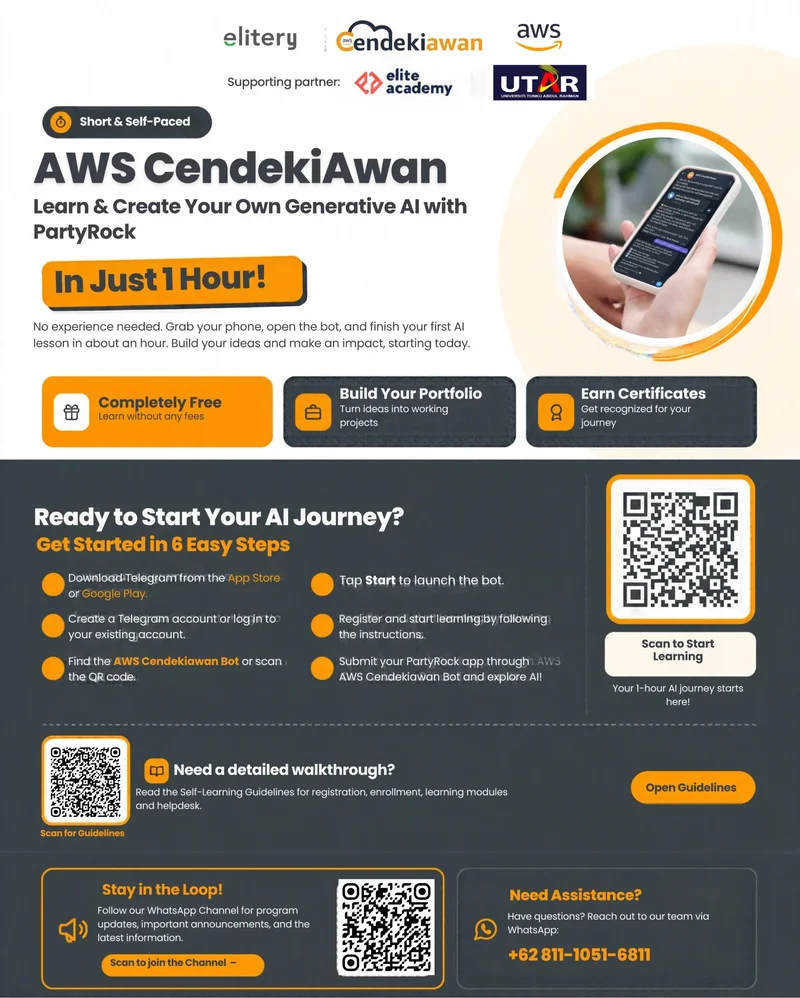 elitery
aws Cendekiawan
aws
Supporting partner:
elite
academy
UTAR
UNIVERSITI TUNKU ABDUL RAHMAN
Short & Self-Paced
AWS CendekiAwan
Learn & Create Your Own Generative AI with
PartyRock
In Just 1 Hour!
No experience needed. Grab your phone, open the bot, and finish your first AI
lesson in about an hour. Build your ideas and make an impact, starting today.
Completely Free
Learn without any fees
Build Your Portfolio
Turn ideas into working
projects
Earn Certificates
Get recognized for your
journey
Ready to Start Your AI Journey?
Get Started in 6 Easy Steps
Download Telegram from the App Store
or Google Play.
Create a Telegram account or log in to
your existing account.
Find the AWS Cendekiawan Bot or scan
the QR code.
Tap Start to launch the bot.
Register and start learning by following
the instructions.
Submit your PartyRock app through AWS
AWS Cendekiawan Bot and explore AI!
Scan to Start
Learning
Your 1-hour AI journey starts
here!
Need a detailed walkthrough?
Read the Self-Learning Guidelines for registration, enrollment, learning modules
and helpdesk.
Scan for Guidelines
Open Guidelines
Stay in the Loop!
Follow our WhatsApp Channel for program
updates, important announcements, and the
latest information.
Scan to join the Channel –
Need Assistance?
Have questions? Reach out to our team via
WhatsApp:
+62 811-1051-6811